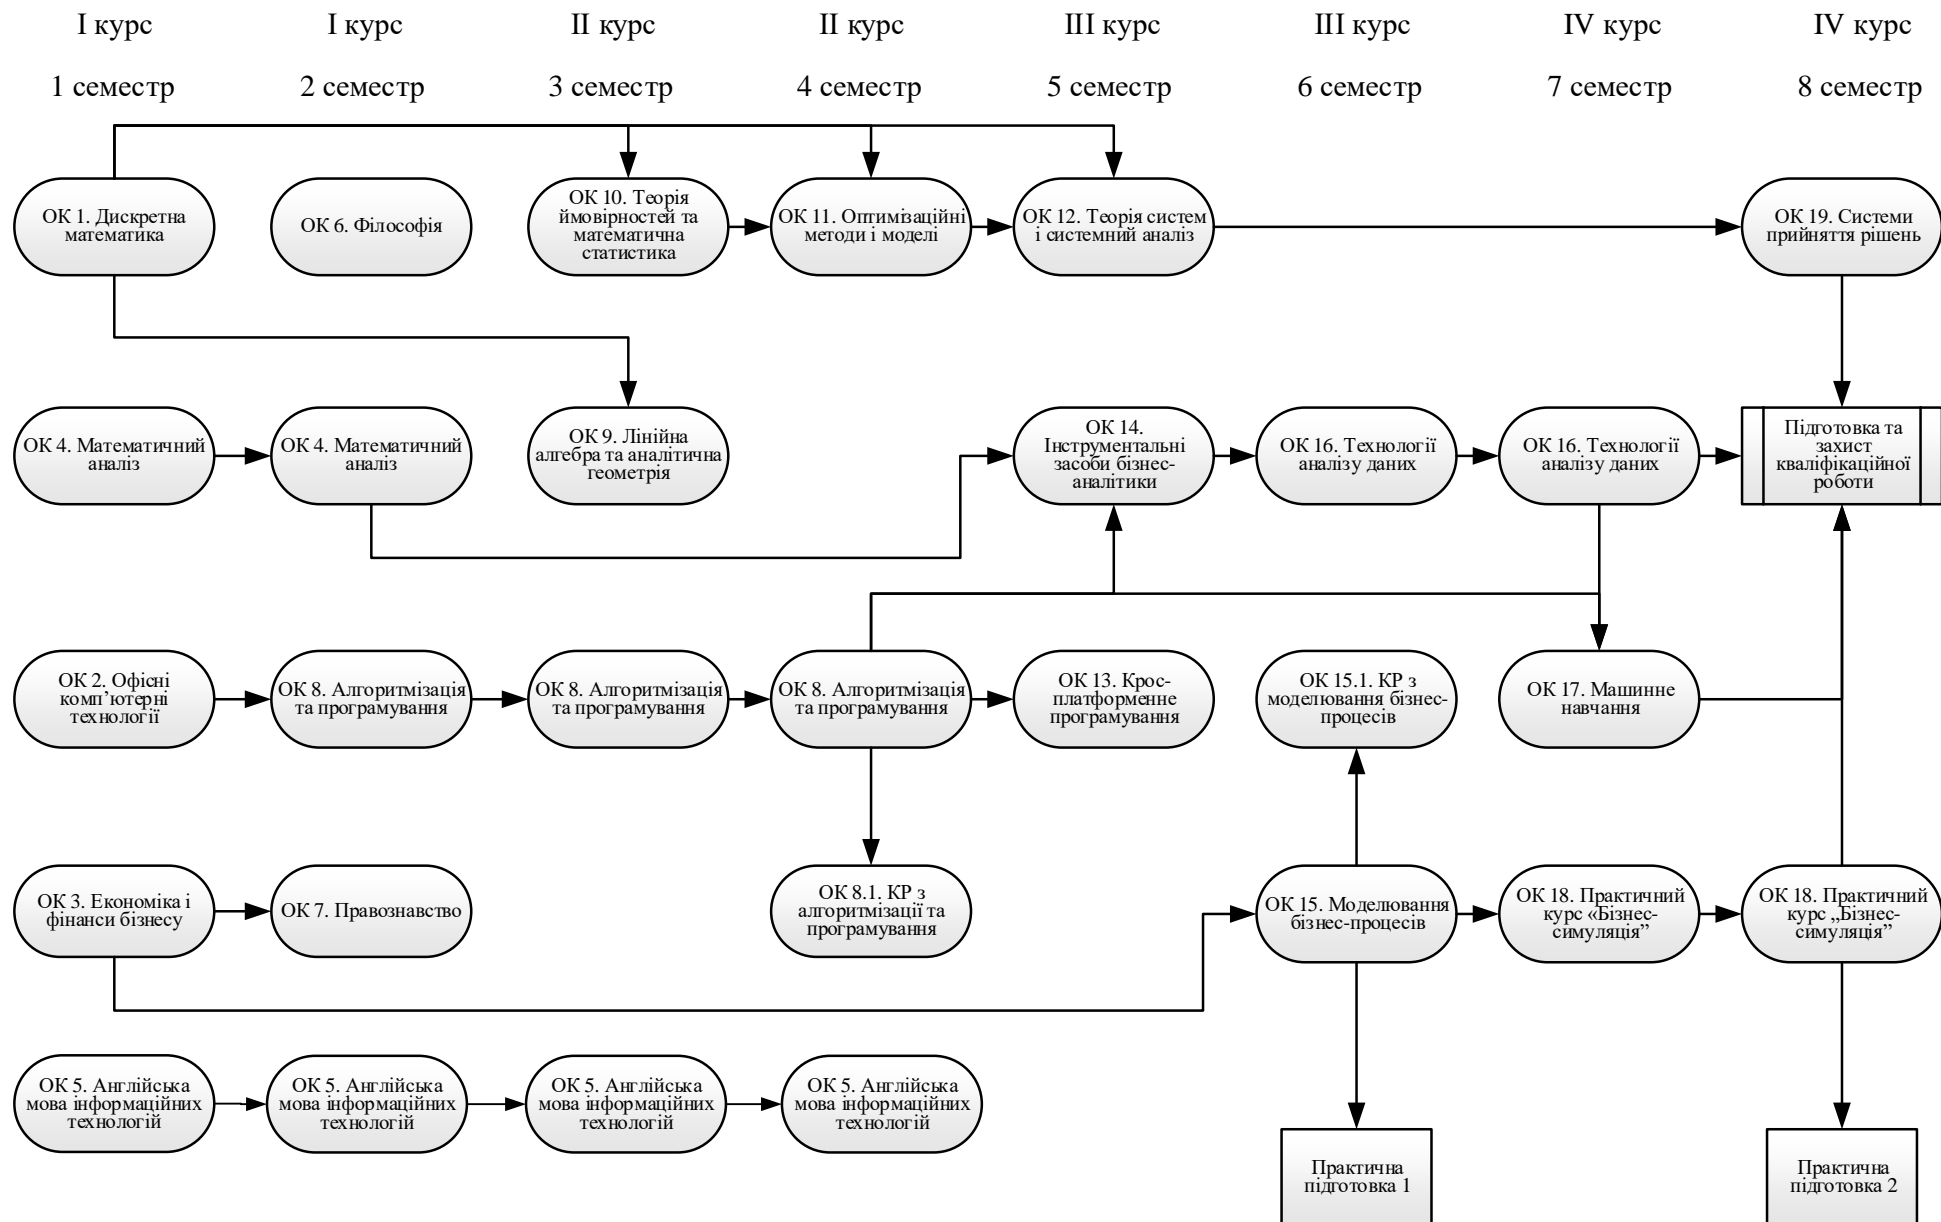 I курс
I курс
II курс
II курс
III курс
III курс
IV курс
IV курс
1 семестр
2 семестр
3 семестр
4 семестр
5 семестр
6 семестр
7 семестр
8 семестр
ОК 1. Дискретна
математика
ОК 6. Філософія
ОК 10. Теорія
ймовірностей та
математична
статистика
ОК 11. Оптимізаційні
методи і моделі
ОК 12. Теорія систем
і системний аналіз
ОК 19. Системи
прийняття рішень
ОК 4. Математичний
аналіз
ОК 4. Математичний
аналіз
ОК 9. Лінійна
алгебра та аналітична
геометрія
ОК 14.
Інструментальні
засоби бізнес-
аналітики
ОК 16. Технології
аналізу даних
ОК 16. Технології
аналізу даних
Підготовка та
захист
кваліфікаційної
роботи
ОК 2. Офісні
комп’ютерні
технології
ОК 8. Алгоритмізація
та програмування
ОК 8. Алгоритмізація
та програмування
ОК 8. Алгоритмізація
та програмування
ОК 13. Крос-
платформенне
програмування
ОК 15.1. КР з
моделювання бізнес-
процесів
ОК 17. Машинне
навчання
ОК 3. Економіка і
фінанси бізнесу
ОК 7. Правознавство
ОК 8.1. КР з
алгоритмізації та
програмування
ОК 15. Моделювання
бізнес-процесів
ОК 18. Практичний
курс «Бізнес-
симуляція”
ОК 18. Практичний
курс „Бізнес-
симуляція”
ОК 5. Англійська
мова інформаційних
технологій
ОК 5. Англійська
мова інформаційних
технологій
ОК 5. Англійська
мова інформаційних
технологій
ОК 5. Англійська
мова інформаційних
технологій
Практична
підготовка 1
Практична
підготовка 2